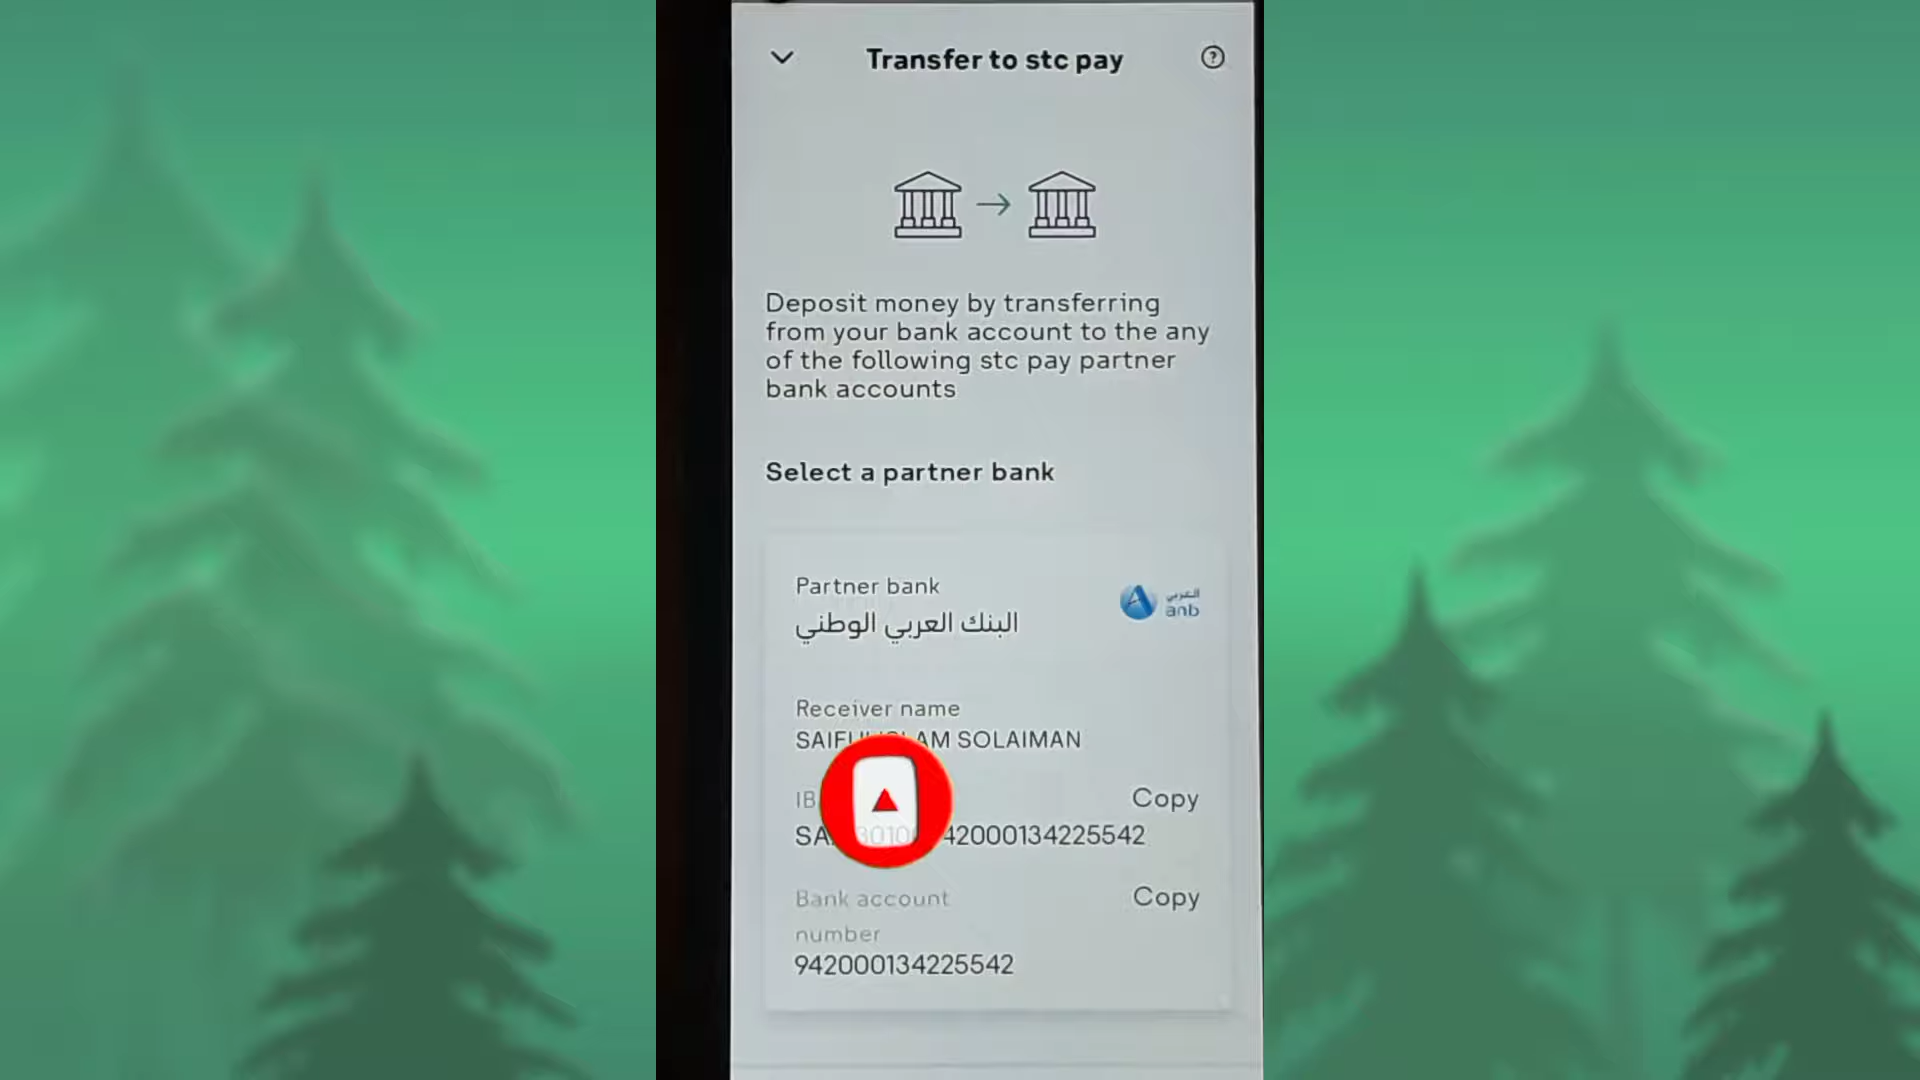 Transfer to stc pay
Deposit money by transferring
from your bank account to the any
of the following stc pay partner
bank accounts
Select a partner bank
Partner bank
البنك العربي الوطني
العربي
anb
Receiver name
SOLAIMAN
Copy
42000134225542
Bank account
number
Copy
942000134225542